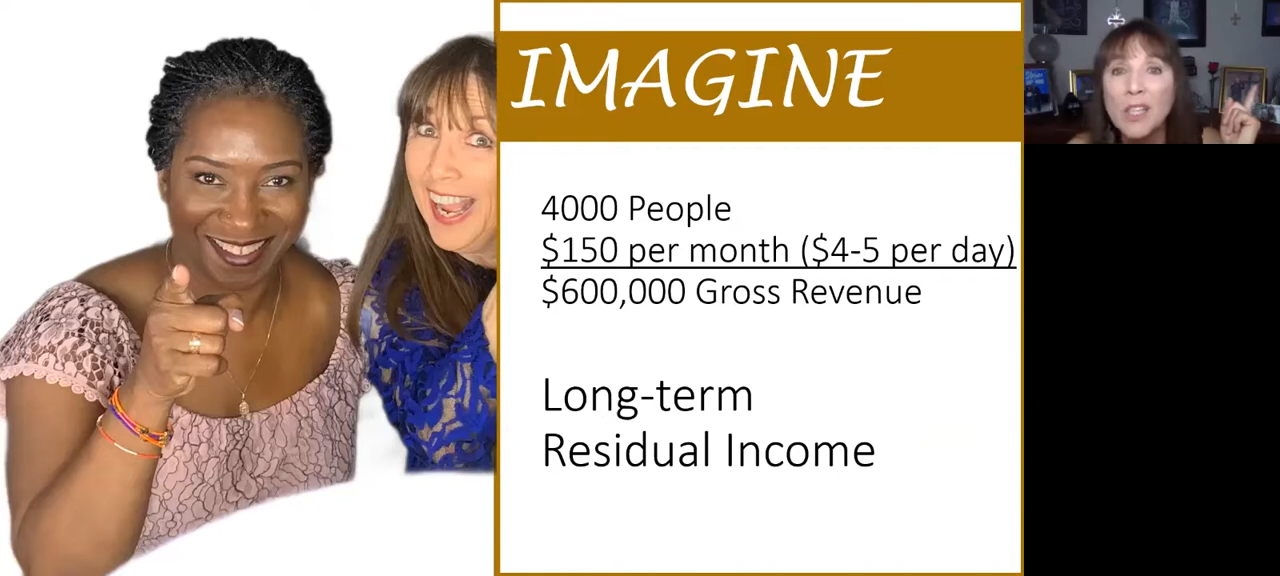 IMAGINE
4000 People
$150 per month ($4-5 per day)
$600,000 Gross Revenue
Long-term
Residual Income